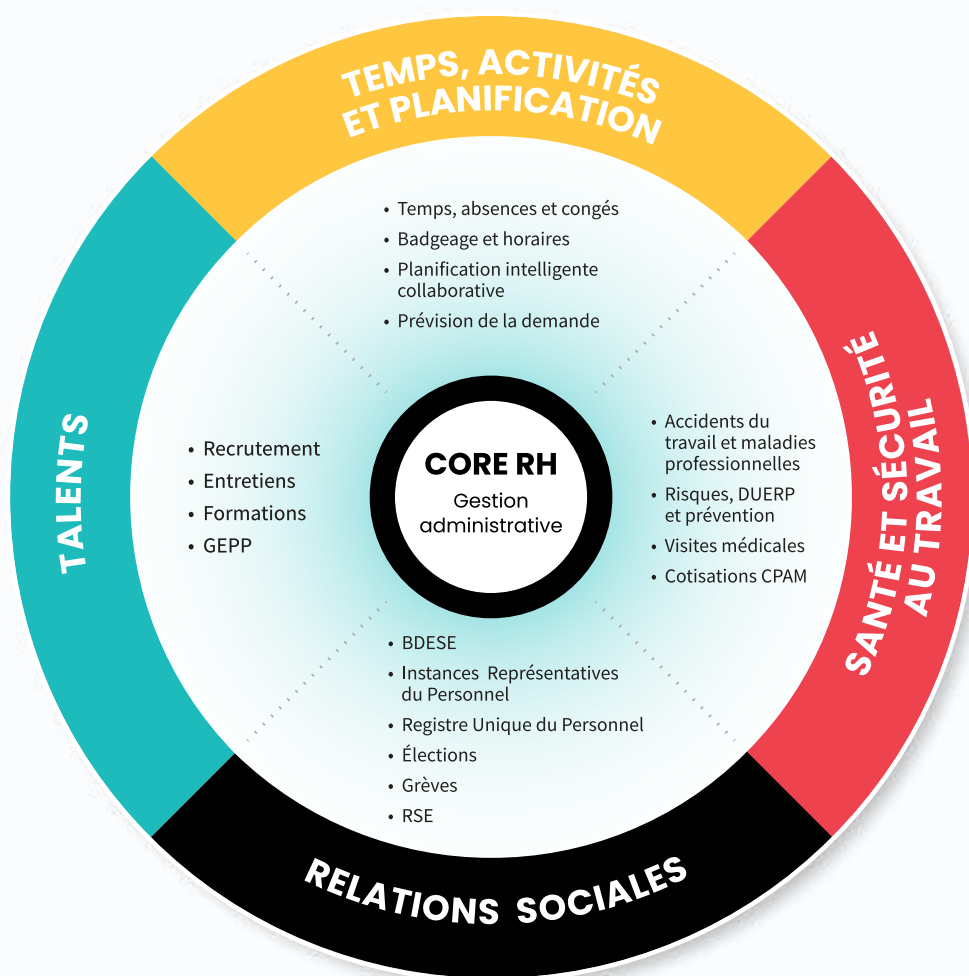 TEMPS, ACTIVITÉS
ET PLANIFICATION
• Temps, absences et congés
• Badgeage et horaires
• Planification intelligente
collaborative
• Prévision de la demande
TALENTS
• Recrutement
• Entretiens
• Formations
• GEPP
CORE RH
Gestion
administrative
• Accidents du
travail et maladies
professionnelles
• Risques, DUERP
et prévention
• Visites médicales
• Cotisations CPAM
SANTÉ ET SÉCURITÉ
AU TRAVAIL
• BDESE
• Instances Représentatives
du Personnel
• Registre Unique du Personnel
• Élections
• Grèves
• RSE
RELATIONS SOCIALES